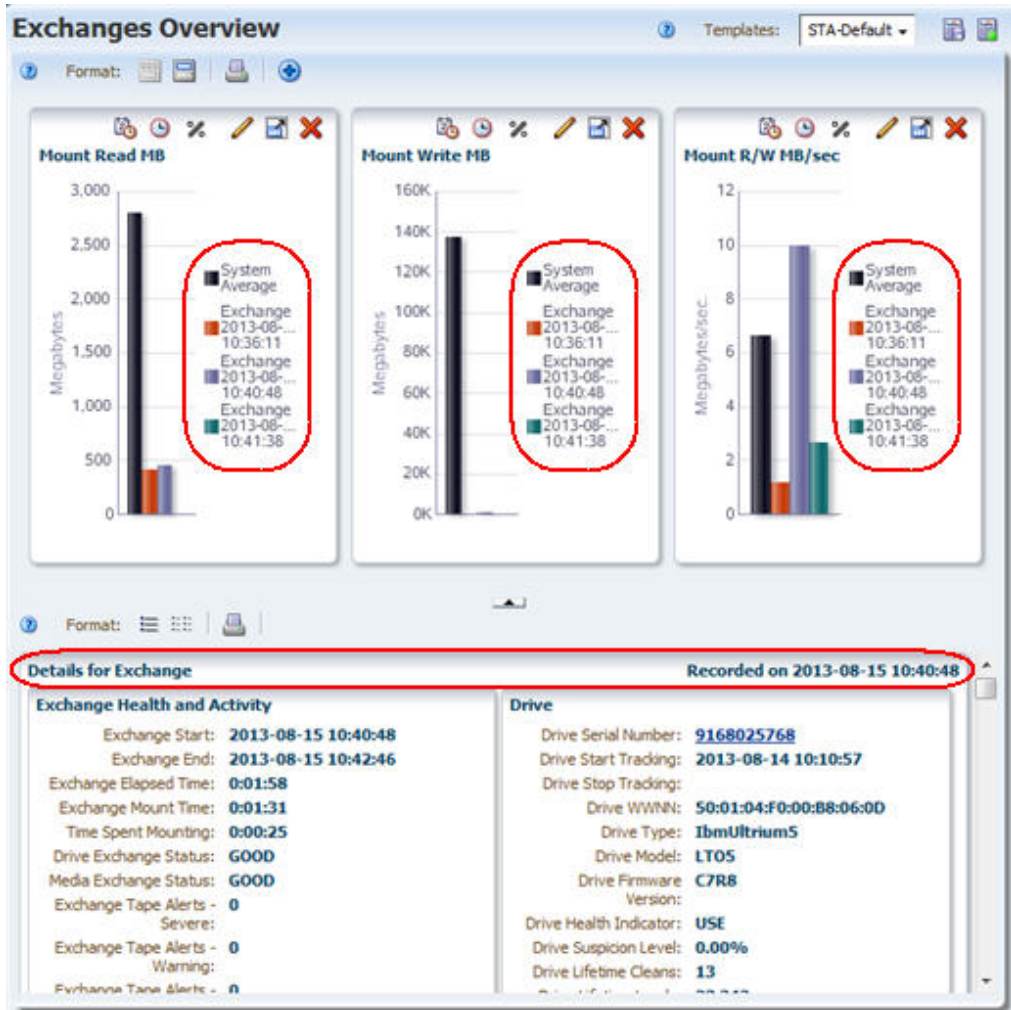 Exchanges Overview
Templates: STA-Default
Format:
Mount Read MB
3,000
2,500
2,000
1,500
1,000
500
0
Megabytes
System
Average
Exchange
2013-08-...
10:36:11
Exchange
2013-08-...
10:40:48
Exchange
2013-08-...
10:41:38
Mount Write MB
160K
140K
120K
100K
80K
60K
40K
20K
0K
Megabytes
System
Average
Exchange
2013-08-...
10:36:11
Exchange
2013-08-...
10:40:48
Exchange
2013-08-...
10:41:38
Mount R/W MB/sec
12
10
8
6
4
2
0
Megabytes/sec.
System
Average
Exchange
2013-08-...
10:36:11
Exchange
2013-08-...
10:40:48
Exchange
2013-08-...
10:41:38
Format:
Details for Exchange Recorded on 2013-08-15 10:40:48
Exchange Health and Activity
Exchange Start: 2013-08-15 10:40:48
Exchange End: 2013-08-15 10:42:46
Exchange Elapsed Time: 0:01:58
Exchange Mount Time: 0:01:31
Time Spent Mounting: 0:00:25
Drive Exchange Status: GOOD
Media Exchange Status: GOOD
Exchange Tape Alerts - 0
Severe:
Exchange Tape Alerts - 0
Warning:
Exchange Tape Alerts - 0
Drive
Drive Serial Number: 9168025768
Drive Start Tracking: 2013-08-14 10:10:57
Drive Stop Tracking:
Drive WWNN: 50:01:04:F0:00:B8:06:0D
Drive Type: IbmUltrium5
Drive Model: LTO5
Drive Firmware C7R8
Version:
Drive Health Indicator: USE
Drive Suspicion Level: 0.00%
Drive Lifetime Cleans: 13